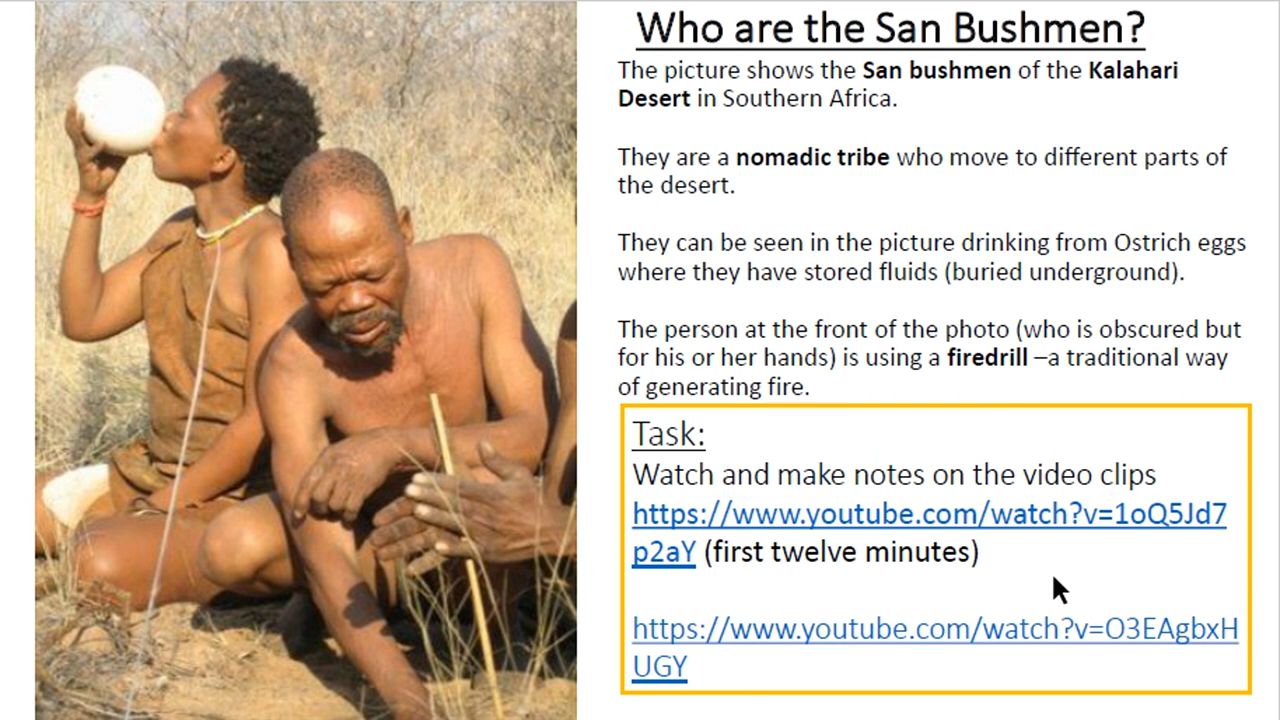 Who are the San Bushmen?
The picture shows the San bushmen of the Kalahari
Desert in Southern Africa.
They are a nomadic tribe who move to different parts of
the desert.
They can be seen in the picture drinking from Ostrich eggs
where they have stored fluids (buried underground).
The person at the front of the photo (who is obscured but
for his or her hands) is using a firedrill –a traditional way
of generating fire.
Task:
Watch and make notes on the video clips
https://www.youtube.com/watch?v=1oQ5Jd7
p2aY (first twelve minutes)
https://www.youtube.com/watch?v=O3EAgbxH
UGY